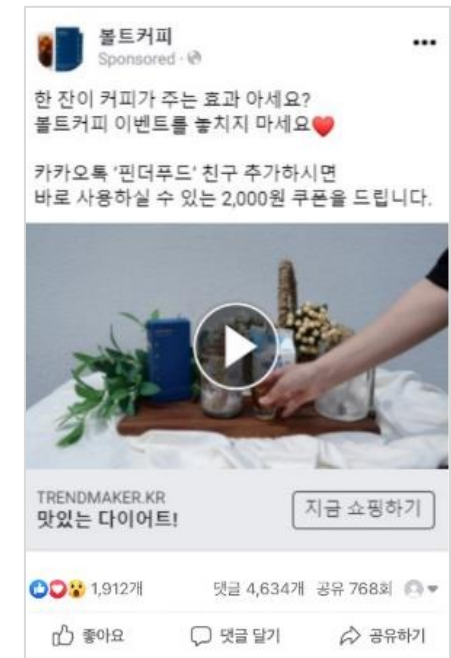 볼트커피
Sponsored ·
한 잔이 커피가 주는 효과 아세요?
볼트커피 이벤트를 놓치지 마세요❤️
카카오톡 '핀더푸드' 친구 추가하시면
바로 사용하실 수 있는 2,000원 쿠폰을 드립니다.
TRENDMAKER.KR
맛있는 다이어트!
지금 쇼핑하기
1,912개
댓글 4,634개 공유 768회
좋아요
댓글 달기
공유하기